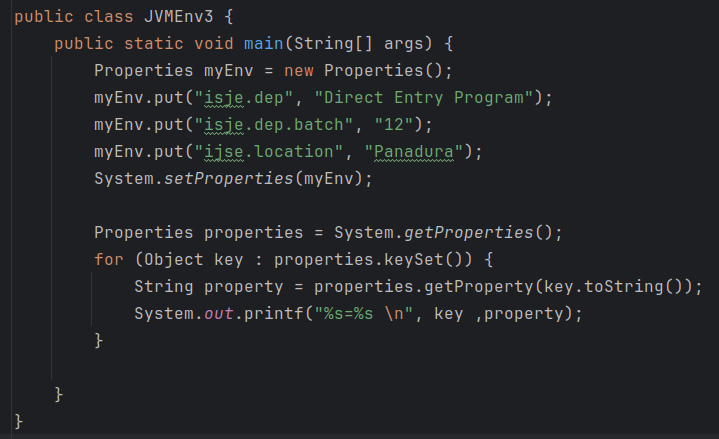 public class JVMEnv3 {
    public static void main(String[] args) {
        Properties myEnv = new Properties();
        myEnv.put("isje.dep", "Direct Entry Program");
        myEnv.put("isje.dep.batch", "12");
        myEnv.put("ijse.location", "Panadura");
        System.setProperties(myEnv);

        Properties properties = System.getProperties();
        for (Object key : properties.keySet()) {
            String property = properties.getProperty(key.toString());
            System.out.printf("%s=%s \n", key ,property);
        }

    }
}